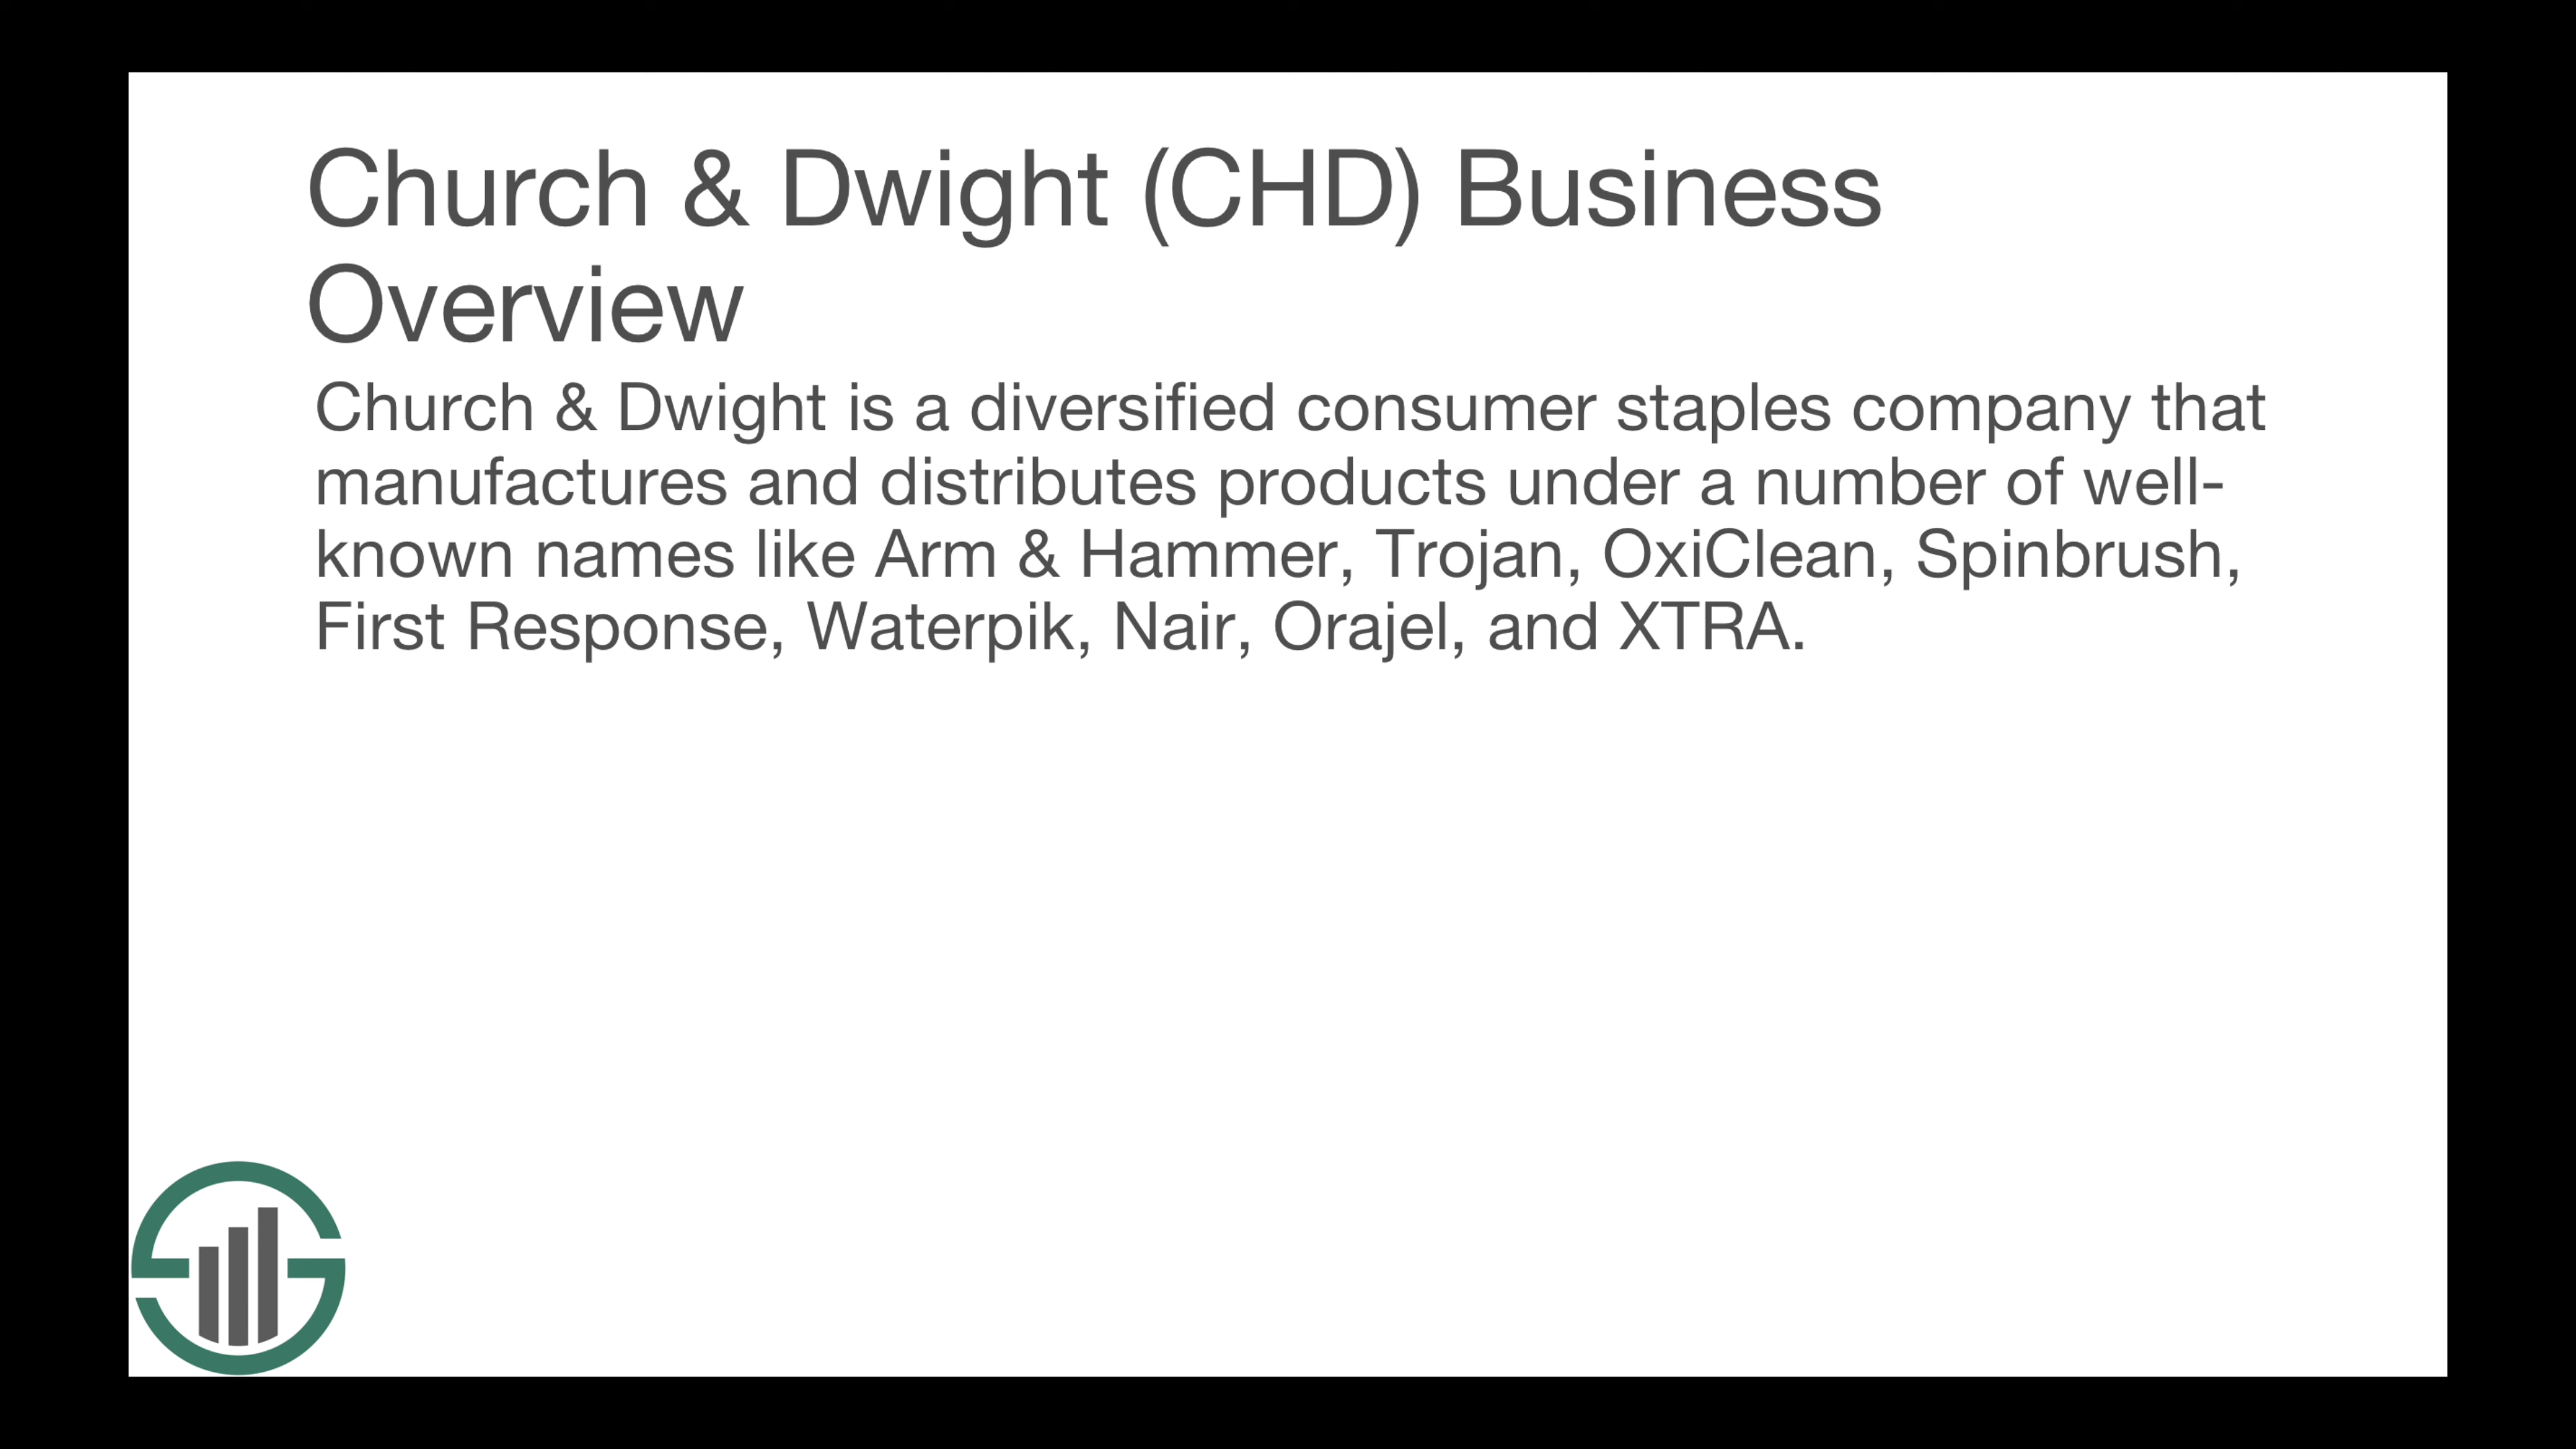 Church & Dwight (CHD) Business
Overview
Church & Dwight is a diversified consumer staples company that
manufactures and distributes products under a number of well-
known names like Arm & Hammer, Trojan, OxiClean, Spinbrush,
First Response, Waterpik, Nair, Orajel, and XTRA.